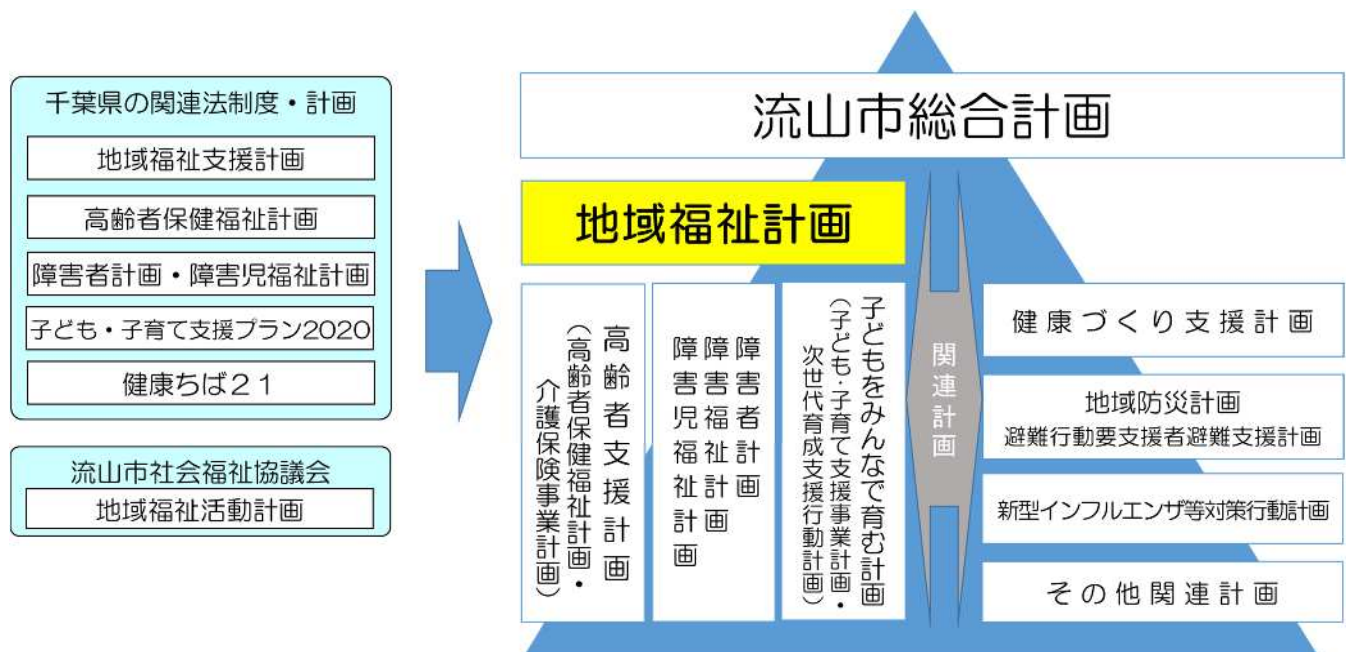 千葉県の関連法制度・計画
地域福祉支援計画
高齢者保健福祉計画
障害者計画・障害児福祉計画
子ども・子育て支援プラン2020
健康ちば21
流山市社会福祉協議会
地域福祉活動計画
流山市総合計画
地域福祉計画
高齢者支援計画
(高齢者保健福祉計画・
介護保険事業計画)
障害者計画
障害福祉計画
障害児福祉計画
子どもをみんなで育む計画
(子ども・子育て支援事業計画・
次世代育成支援行動計画)
関連計画
健康づくり支援計画
地域防災計画
避難行動要支援者避難支援計画
新型インフルエンザ等対策行動計画
その他関連計画